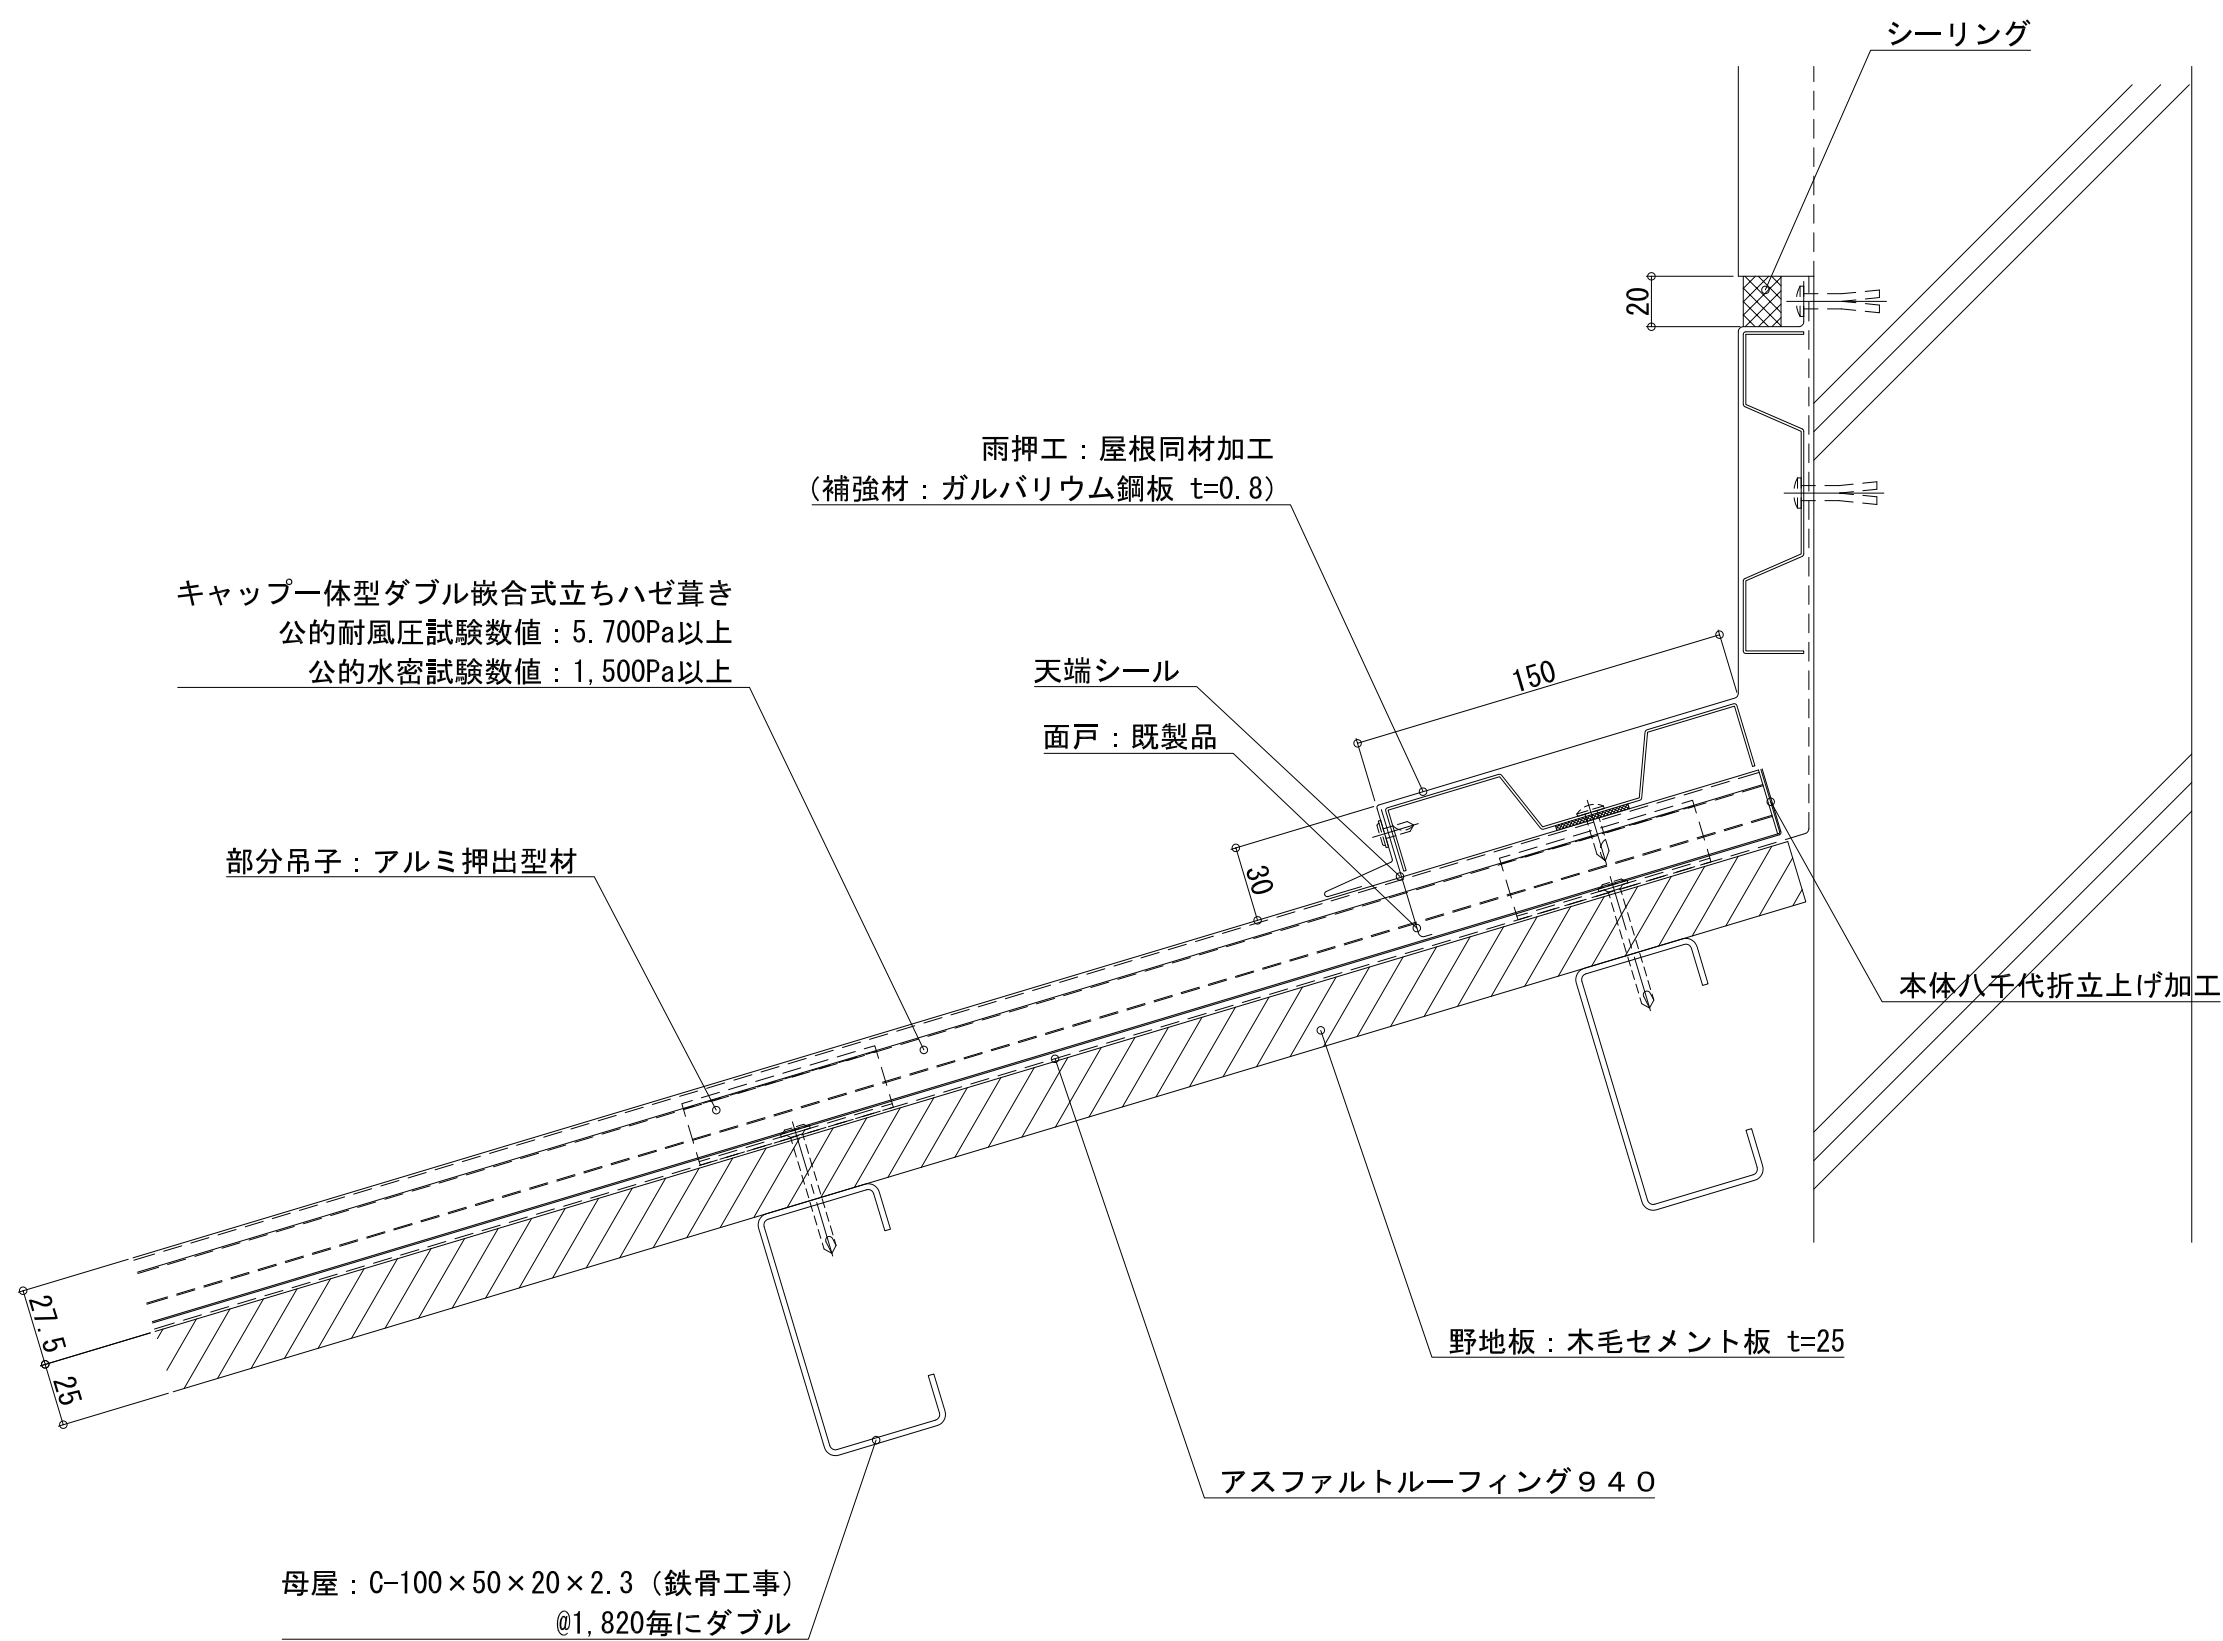 シーリング
20
雨押工：屋根同材加工
(補強材：ガルバリウム鋼板 t=0.8)
キャップ一体型ダブル嵌合式立ちハゼ葺き
公的耐風圧試験数値：5.700Pa以上
公的水密試験数値：1,500Pa以上
天端シール
150
面戸：既製品
部分吊子：アルミ押出型材
30
本体八千代折立上げ加工
27.5
25
野地板：木毛セメント板 t=25
アスファルトルーフィング９４０
母屋：C-100×50×20×2.3（鉄骨工事）
@1,820毎にダブル